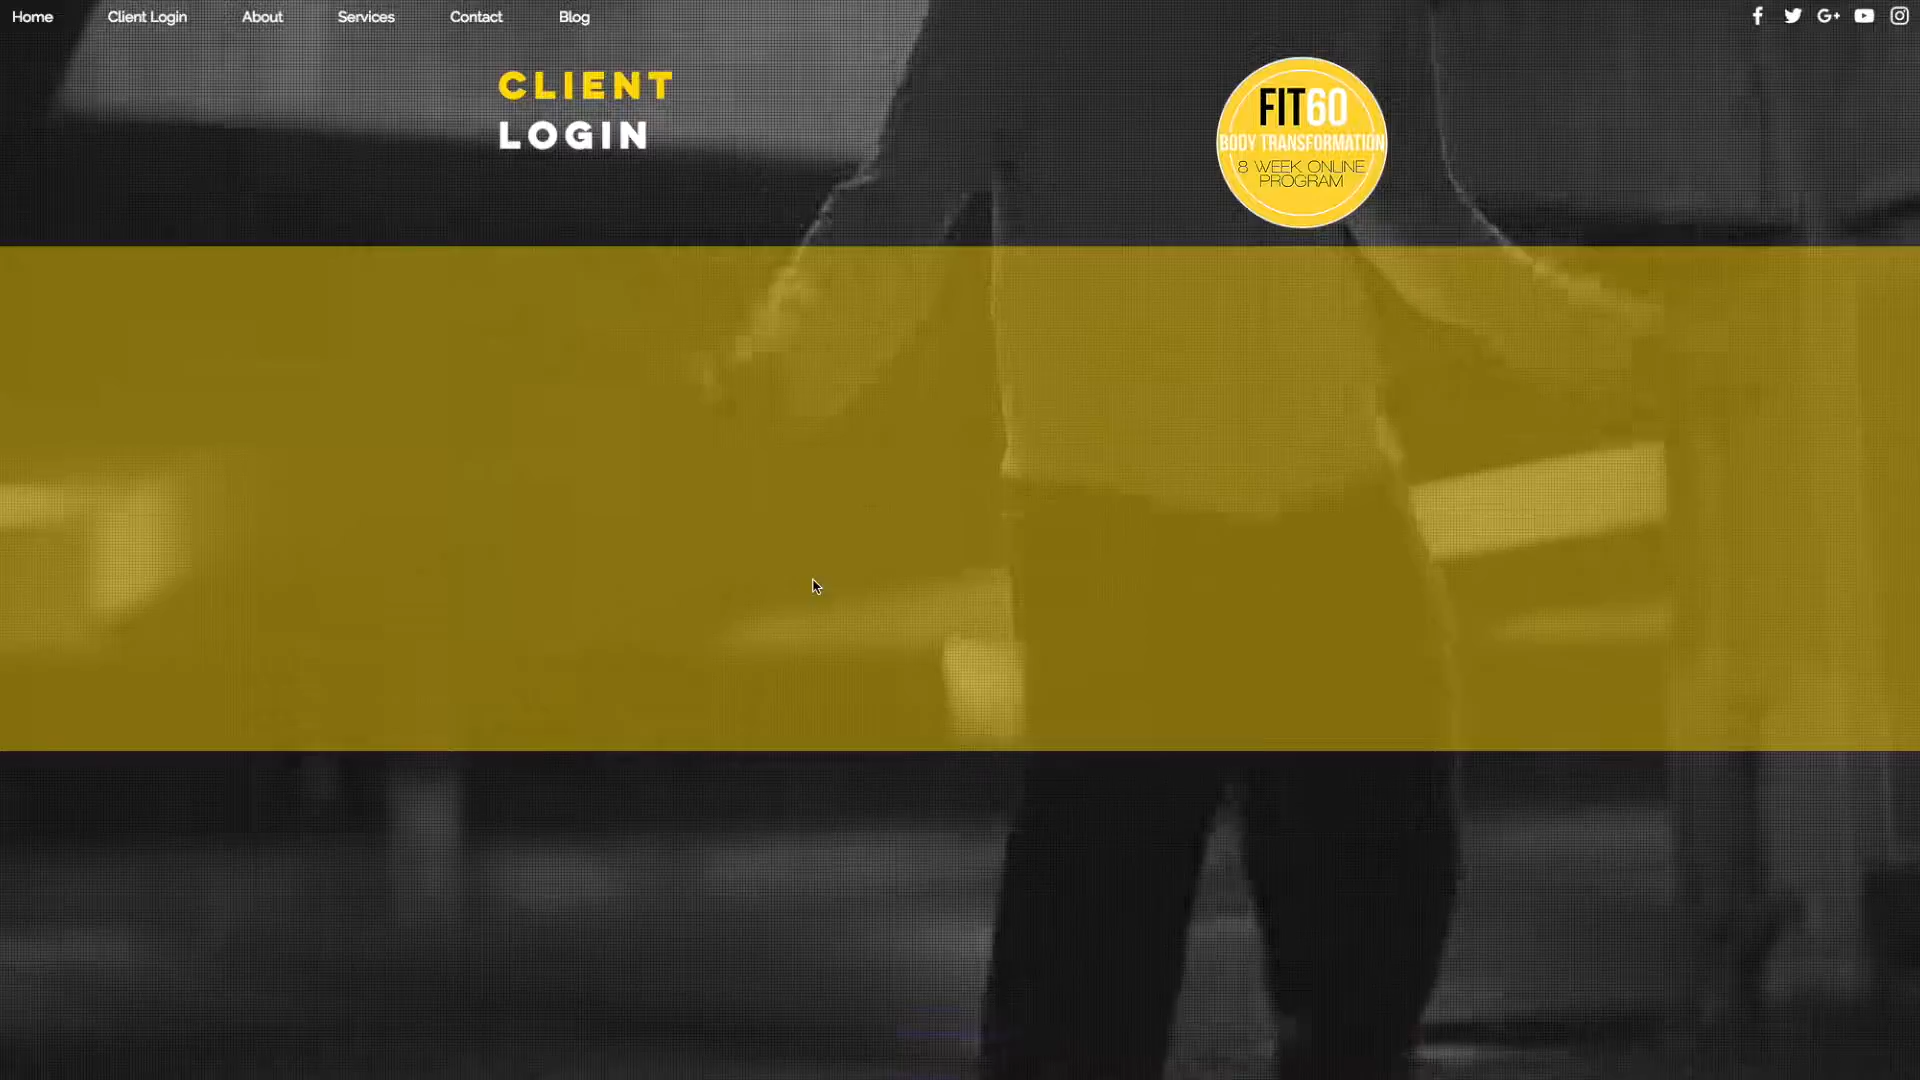 Home Client Login About Services Contact Blog
CLIENT
LOGIN
FIT60
BODY TRANSFORMATION
8 WEEK ONLINE
PROGRAM